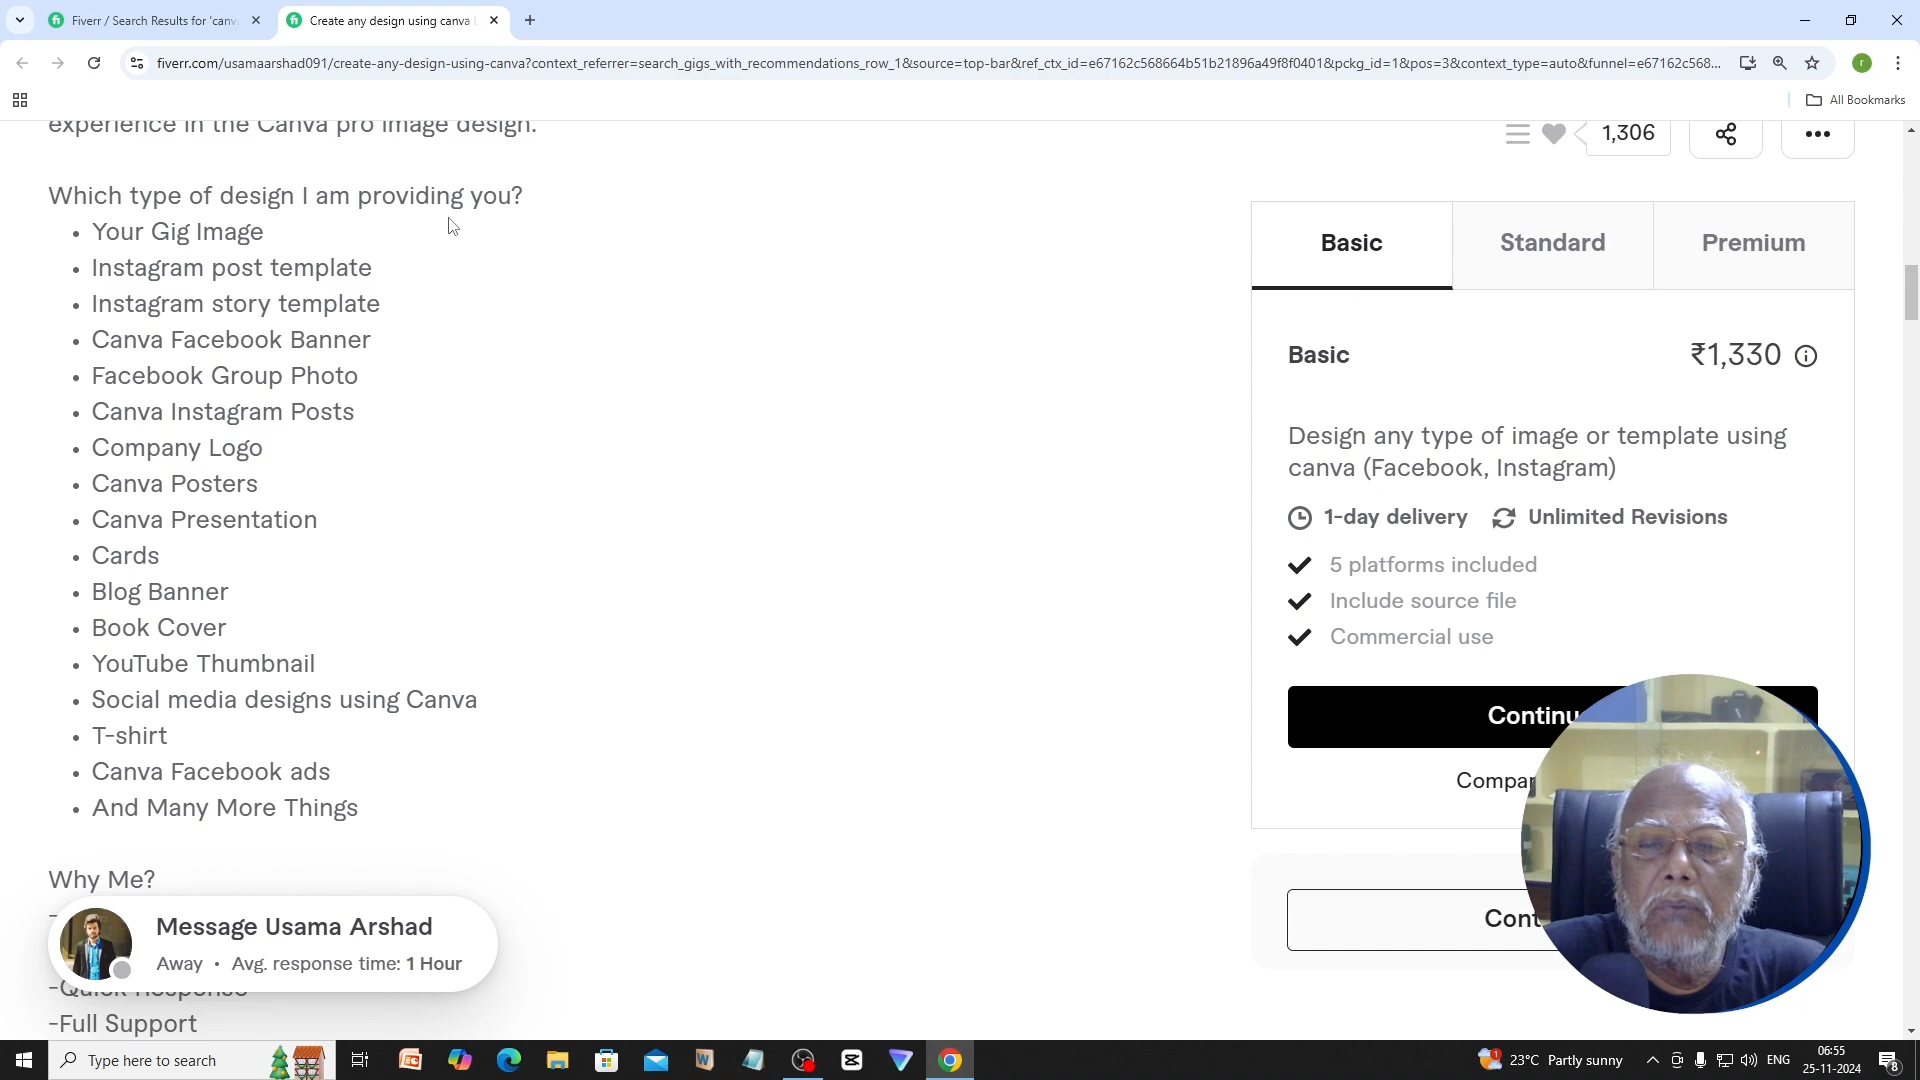 Fiverr / Search Results for 'canv
Create any design using canva
fiverr.com/usamaarshad091/create-any-design-using-canva?context_referrer=search_gigs_with_recommendations_row_1&source=top-bar&ref_ctx_id=e67162c568664b51b21896a49f8f0401&pckg_id=1&pos=3&context_type=auto&funnel=e67162c568...
r
All Bookmarks
experience in the Canva pro image design.
1,306
Which type of design I am providing you?
• Your Gig Image
• Instagram post template
• Instagram story template
• Canva Facebook Banner
• Facebook Group Photo
• Canva Instagram Posts
• Company Logo
• Canva Posters
• Canva Presentation
• Cards
• Blog Banner
• Book Cover
• YouTube Thumbnail
• Social media designs using Canva
• T-shirt
• Canva Facebook ads
• And Many More Things
Why Me?
-Quick Response
-Full Support
Message Usama Arshad
Away • Avg. response time: 1 Hour
Basic
Standard
Premium
Basic
₹1,330
Design any type of image or template using
canva (Facebook, Instagram)
1-day delivery
Unlimited Revisions
5 platforms included
Include source file
Commercial use
Continu
Compar
Cont
Type here to search
23°C Partly sunny
ENG
06:55
25-11-2024
8